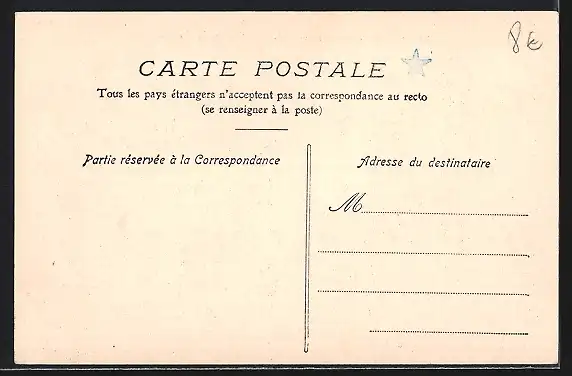 8€
CARTE POSTALE
Tous les pays étrangers n'acceptent pas la correspondance au recto
(se renseigner à la poste)
Partie réservée à la Correspondance
Adresse du destinataire
M